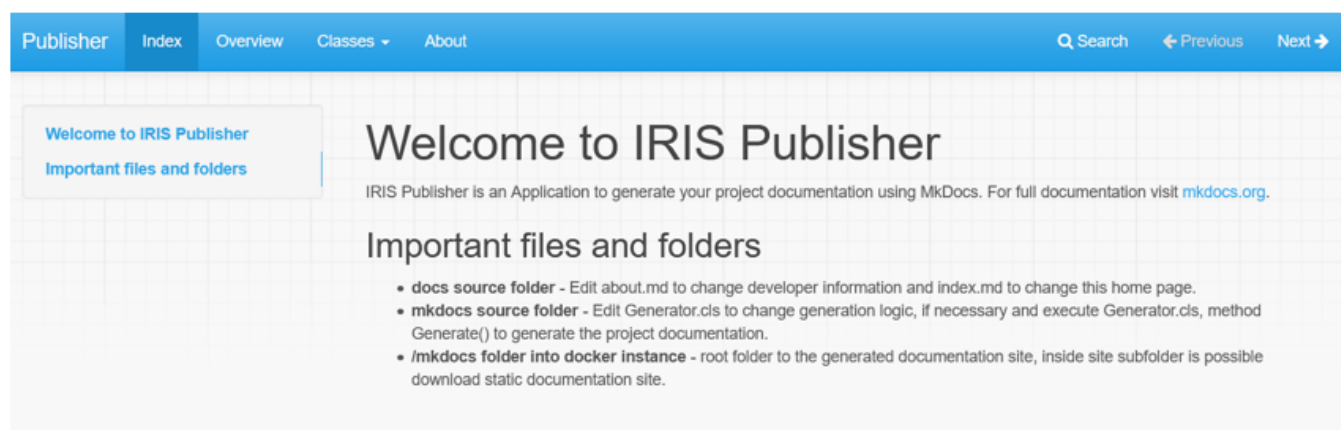 Publisher Index Overview Classes About Search Previous Next
Welcome to IRIS Publisher
Important files and folders
Welcome to IRIS Publisher
IRIS Publisher is an Application to generate your project documentation using MkDocs. For full documentation visit mkdocs.org.
Important files and folders
• docs source folder - Edit about.md to change developer information and index.md to change this home page.
• mkdocs source folder - Edit Generator.cls to change generation logic, if necessary and execute Generator.cls, method
Generate() to generate the project documentation.
• /mkdocs folder into docker instance - root folder to the generated documentation site, inside site subfolder is possible
download static documentation site.